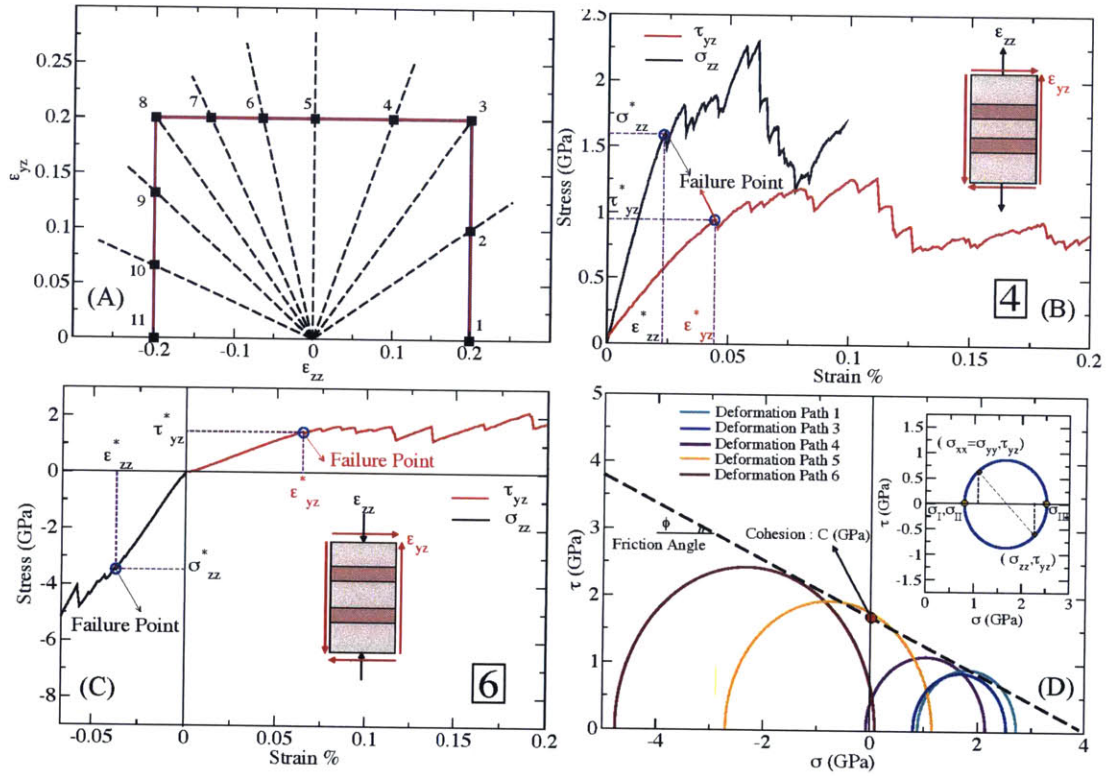 0.25
0.2
0.15
0.1
0.05
0
ε_yz
8
7
6
5
4
3
9
10
11
2
1
(A)
-0.2
-0.1
0
0.1
0.2
ε_zz
2.5
2
1.5
1
0.5
0
Stress (GPa)
τ_yz
σ_zz
σ*_zz
τ*_yz
Failure Point
ε*_zz
ε*_yz
ε_zz
ε_yz
4
(B)
0
0.05
0.1
0.15
0.2
Strain %
2
0
-2
-4
-6
-8
Stress (GPa)
ε*_zz
τ*_yz
Failure Point
ε*_yz
τ_yz
σ_zz
σ*_zz
Failure Point
ε_zz
ε_yz
(C)
6
-0.05
0
0.05
0.1
0.15
0.2
Strain %
5
4
3
2
1
0
τ (GPa)
Deformation Path 1
Deformation Path 3
Deformation Path 4
Deformation Path 5
Deformation Path 6
ϕ
Friction Angle
Cohesion : C (GPa)
1.5
1
0.5
0
-0.5
-1
-1.5
τ (GPa)
(σ_xx=σ_yy,τ_yz)
σ_I,σ_II
σ_III
(σ_zz,τ_yz)
0
1
2
3
σ (GPa)
(D)
-4
-2
0
2
4
σ (GPa)